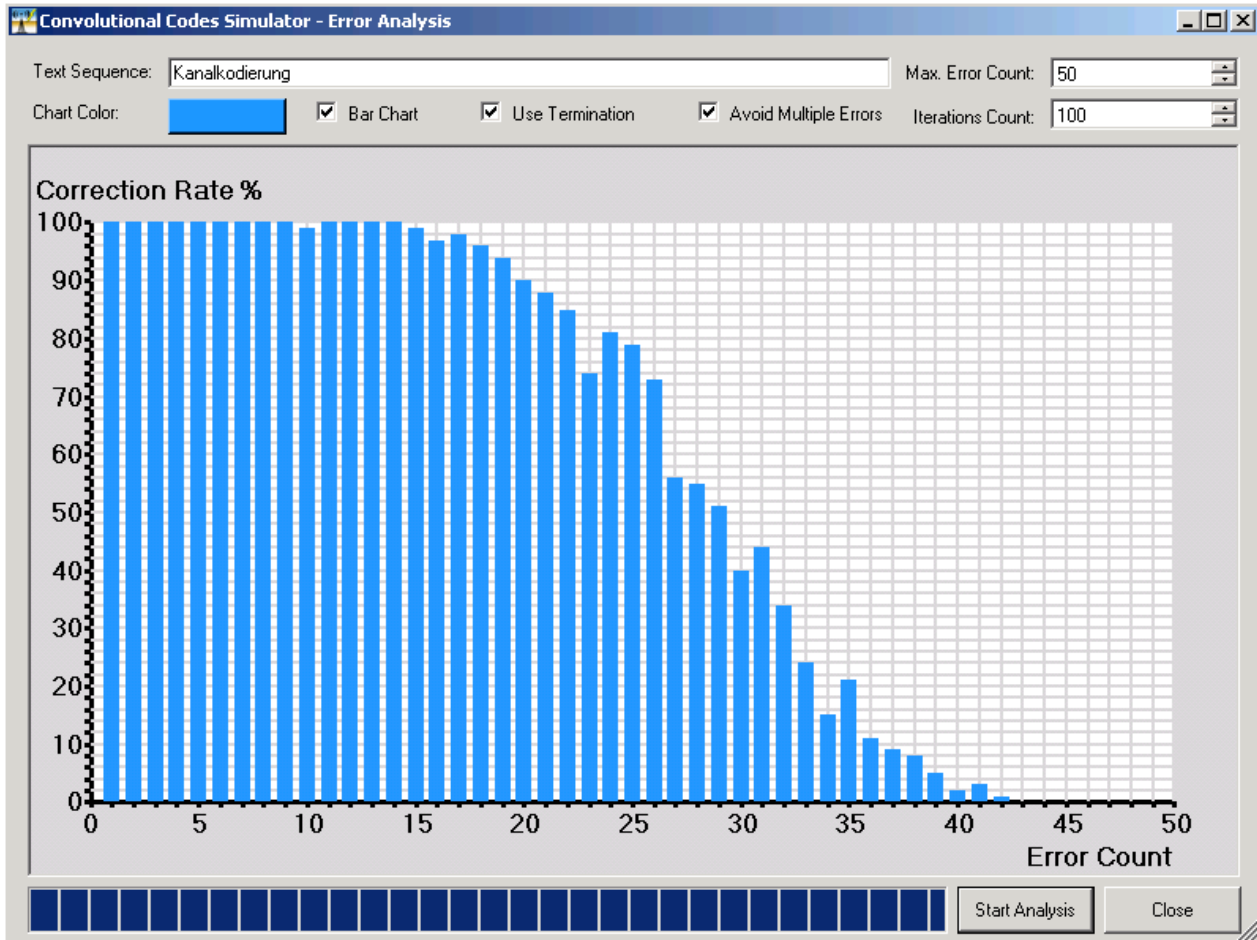 Convolutional Codes Simulator - Error Analysis
Text Sequence: Kanalkodierung Max. Error Count: 50
Chart Color: Bar Chart Use Termination Avoid Multiple Errors Iterations Count: 100
Correction Rate %
100
90
80
70
60
50
40
30
20
10
0
0 5 10 15 20 25 30 35 40 45 50
Error Count
Start Analysis Close